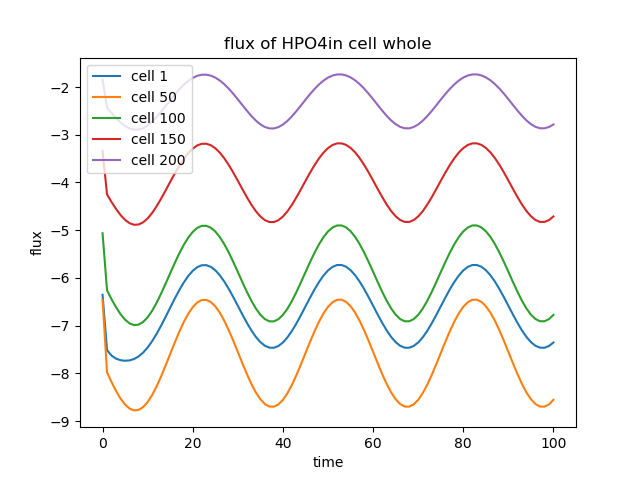 flux of HPO4in cell whole
cell 1
cell 50
cell 100
cell 150
cell 200
flux
−2
−3
−4
−5
−6
−7
−8
−9
0 20 40 60 80 100
time